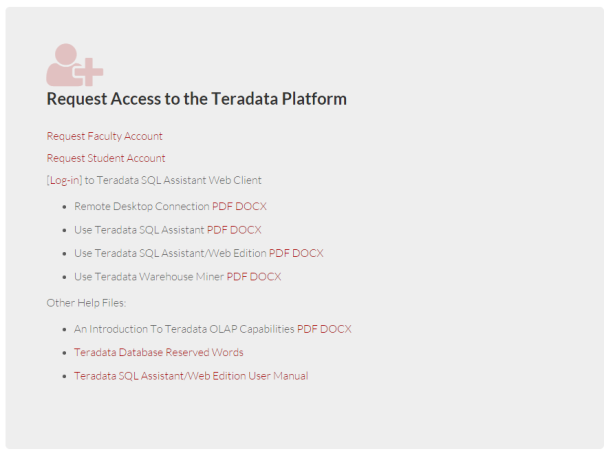 Request Access to the Teradata Platform
Request Faculty Account
Request Student Account
[Log-in] to Teradata SQL Assistant Web Client
Remote Desktop Connection PDF DOCX
Use Teradata SQL Assistant PDF DOCX
Use Teradata SQL Assistant/Web Edition PDF DOCX
Use Teradata Warehouse Miner PDF DOCX
Other Help Files:
An Introduction To Teradata OLAP Capabilities PDF DOCX
Teradata Database Reserved Words
Teradata SQL Assistant/Web Edition User Manual